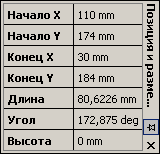 Начало X 110 mm
Начало Y 174 mm
Конец X 30 mm
Конец Y 184 mm
Длина 80,6226 mm
Угол 172,875 deg
Высота 0 mm
Позиция и разме...